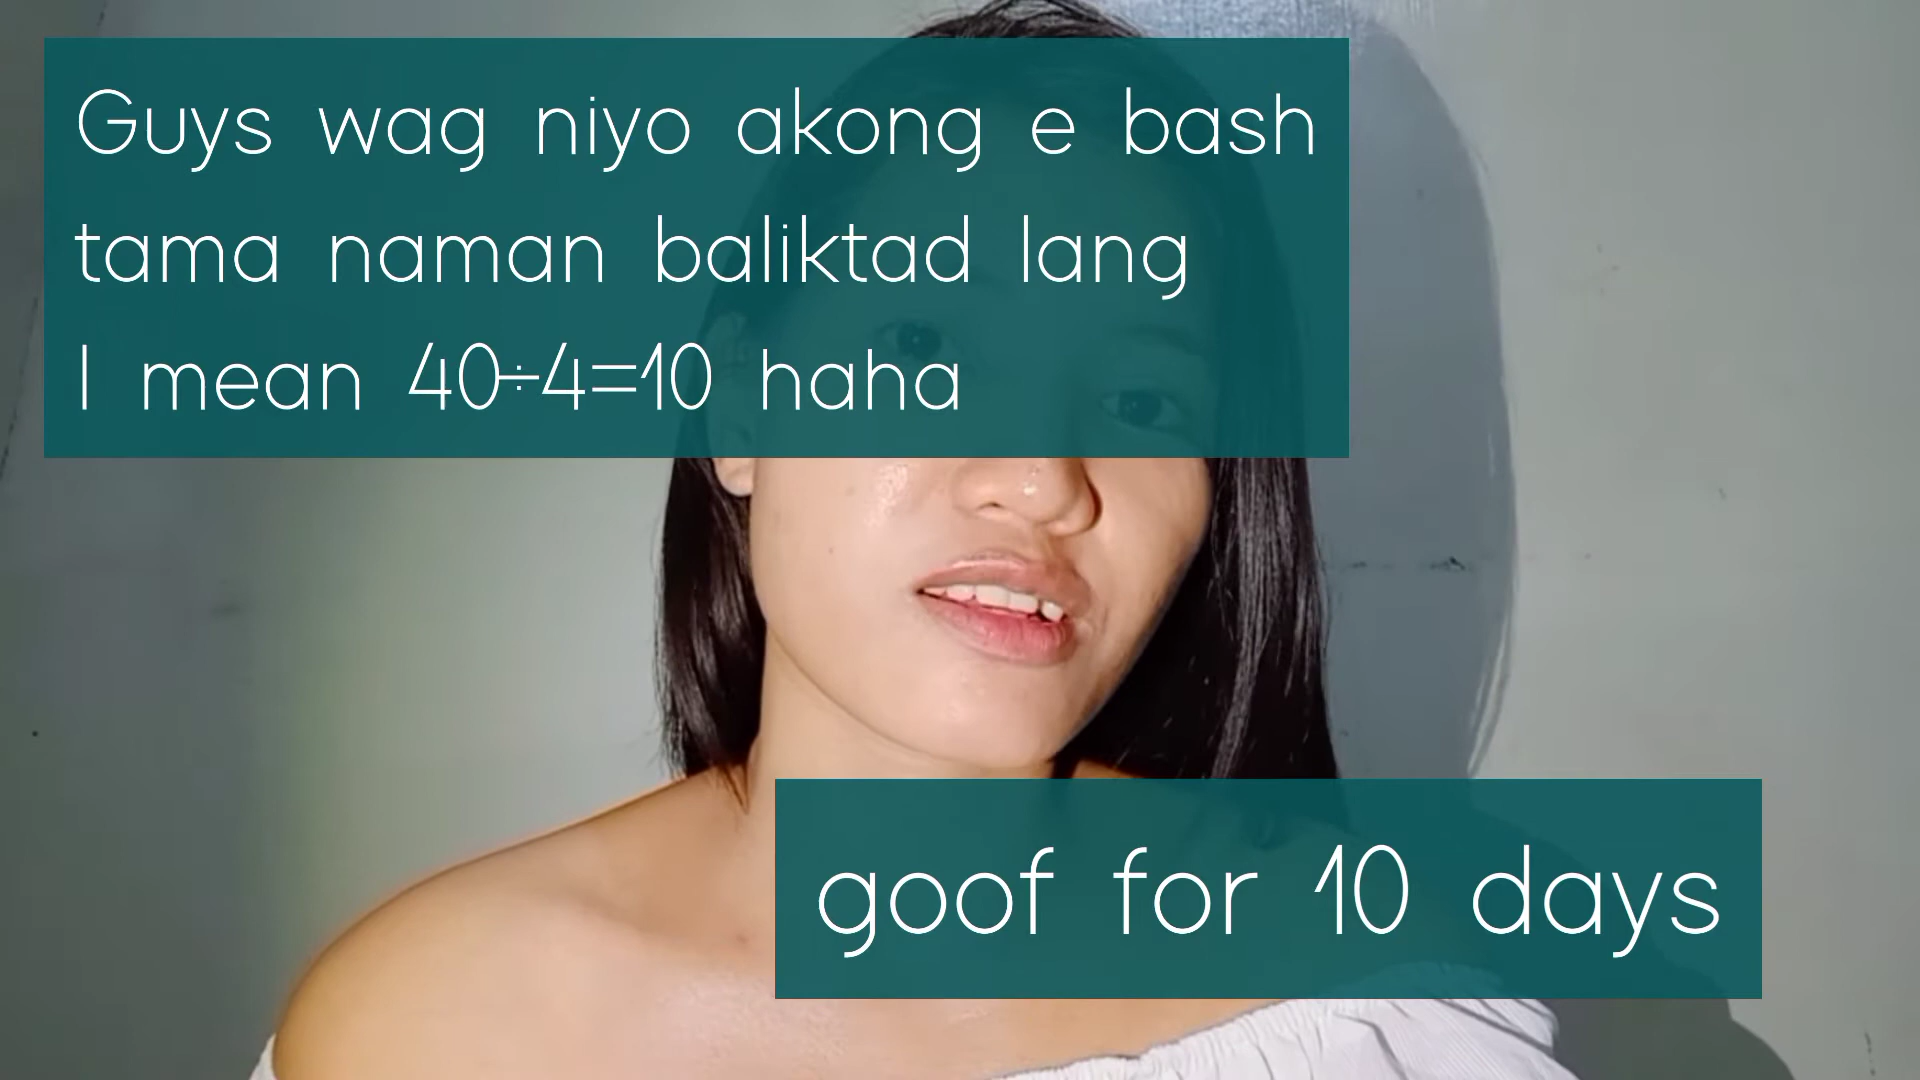 Guys wag niyo akong e bash
tama naman baliktad lang
I mean 40÷4=10 haha
goof for 10 days